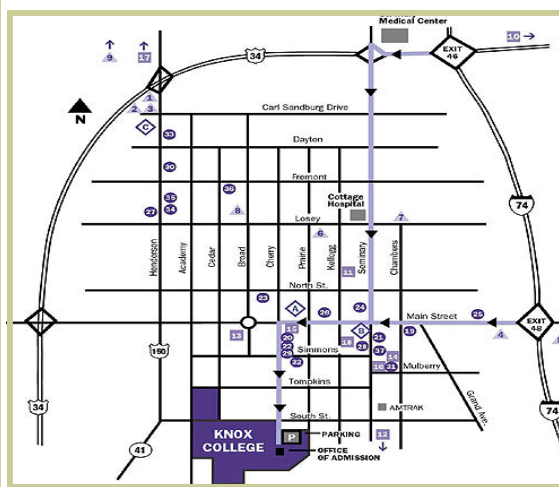 Medical Center
EXIT
46
10
9
17
34
1
2
3
N
C
33
Carl Sandburg Drive
Dayton
30
Fremont
36
35
34
27
8
Cottage
Hospital
7
74
Losey
6
Henderson
Academy
Cedar
Broad
Cherry
Prairie
Kellogg
Seminary
Chambers
11
North St.
23
A
24
Main Street
25
EXIT
48
26
B
19
4
13
15
20
22
29
18
28
21
37
14
Simmons
32
16
31
Mulberry
150
Tompkins
Grand Ave.
34
74
AMTRAK
South St.
KNOX
COLLEGE
P
PARKING
OFFICE
OF ADMISSION
12
41